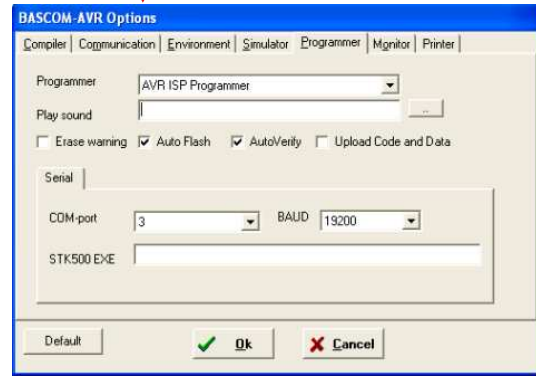 BASCOM-AVR Options
Compiler Communication Environment Simulator Programmer Monitor Printer
Programmer AVR ISP Programmer
Play sound ..
Erase warning Auto Flash AutoVerify Upload Code and Data
Serial
COM-port 3 BAUD 19200
STK500 EXE
Default Ok Cancel